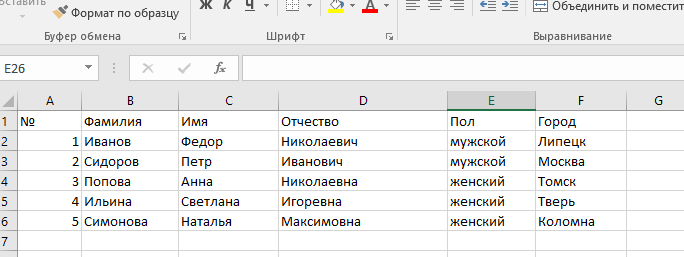 Формат по образцу
Ж К Ч
Объединить и поместит
Буфер обмена Шрифт Выравнивание
E26 fx
A B C D E F G
1 № Фамилия Имя Отчество Пол Город
2 1 Иванов Федор Николаевич мужской Липецк
3 2 Сидоров Петр Иванович мужской Москва
4 3 Попова Анна Николаевна женский Томск
5 4 Ильина Светлана Игоревна женский Тверь
6 5 Симонова Наталья Максимовна женский Коломна
7